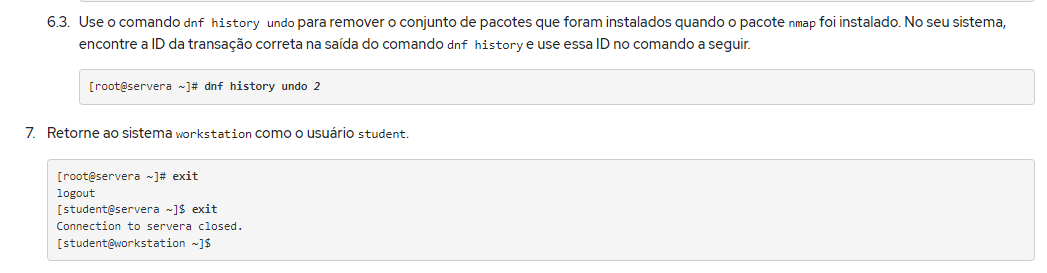 6.3. Use o comando dnf history undo para remover o conjunto de pacotes que foram instalados quando o pacote nmap foi instalado. No seu sistema,
encontre a ID da transação correta na saída do comando dnf history e use essa ID no comando a seguir.
[root@servera ~]# dnf history undo 2
7. Retorne ao sistema workstation como o usuário student.
[root@servera ~]# exit
logout
[student@servera ~]$ exit
Connection to servera closed.
[student@workstation ~]$